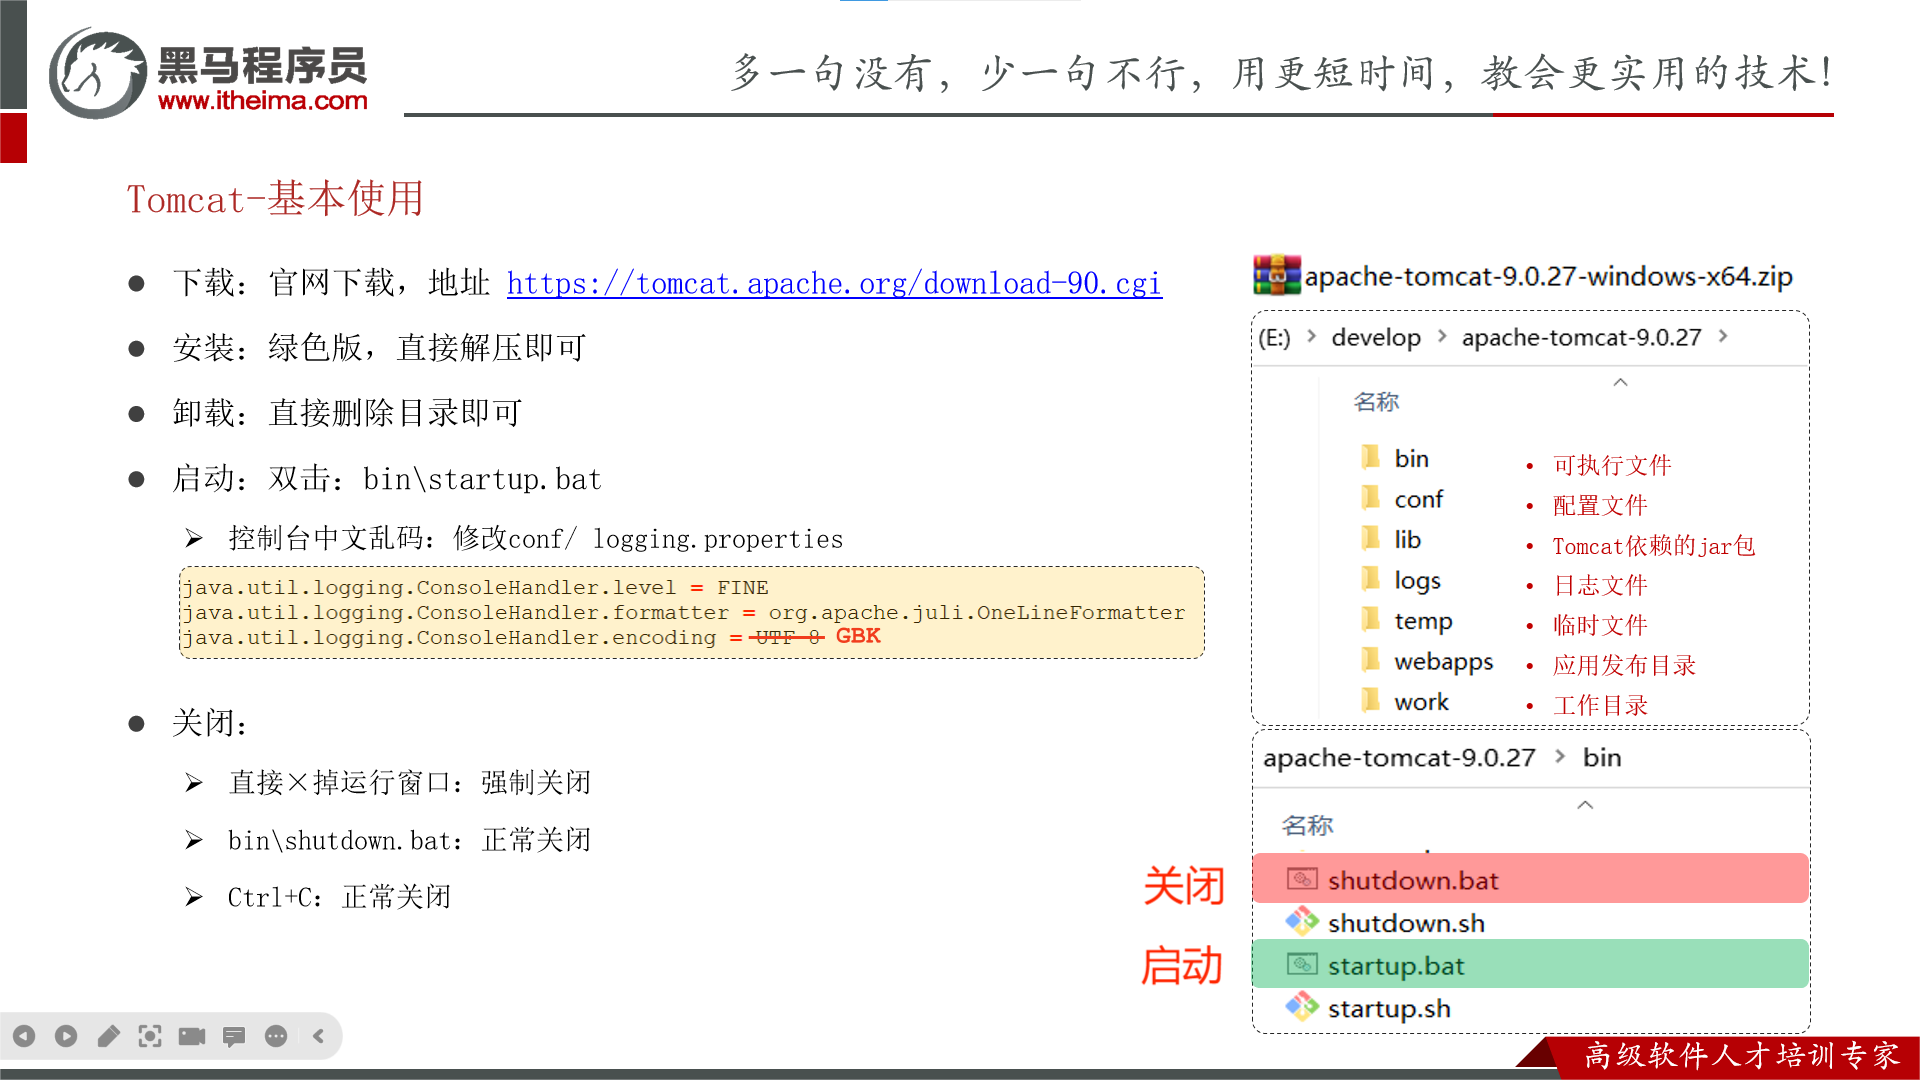 黑马程序员
www.itheima.com
多一句没有，少一句不行，用更短时间，教会更实用的技术！
Tomcat-基本使用
下载：官网下载，地址 https://tomcat.apache.org/download-90.cgi
安装：绿色版，直接解压即可
卸载：直接删除目录即可
启动：双击：bin\startup.bat
控制台中文乱码：修改conf/ logging.properties
java.util.logging.ConsoleHandler.level = FINE
java.util.logging.ConsoleHandler.formatter = org.apache.juli.OneLineFormatter
java.util.logging.ConsoleHandler.encoding = UTF-8 GBK
关闭：
直接×掉运行窗口：强制关闭
bin\shutdown.bat：正常关闭
Ctrl+C：正常关闭
apache-tomcat-9.0.27-windows-x64.zip
(E:) > develop > apache-tomcat-9.0.27 >
名称
bin • 可执行文件
conf • 配置文件
lib • Tomcat依赖的jar包
logs • 日志文件
temp • 临时文件
webapps • 应用发布目录
work • 工作目录
apache-tomcat-9.0.27 > bin
名称
关闭 shutdown.bat
shutdown.sh
启动 startup.bat
startup.sh
高级软件人才培训专家